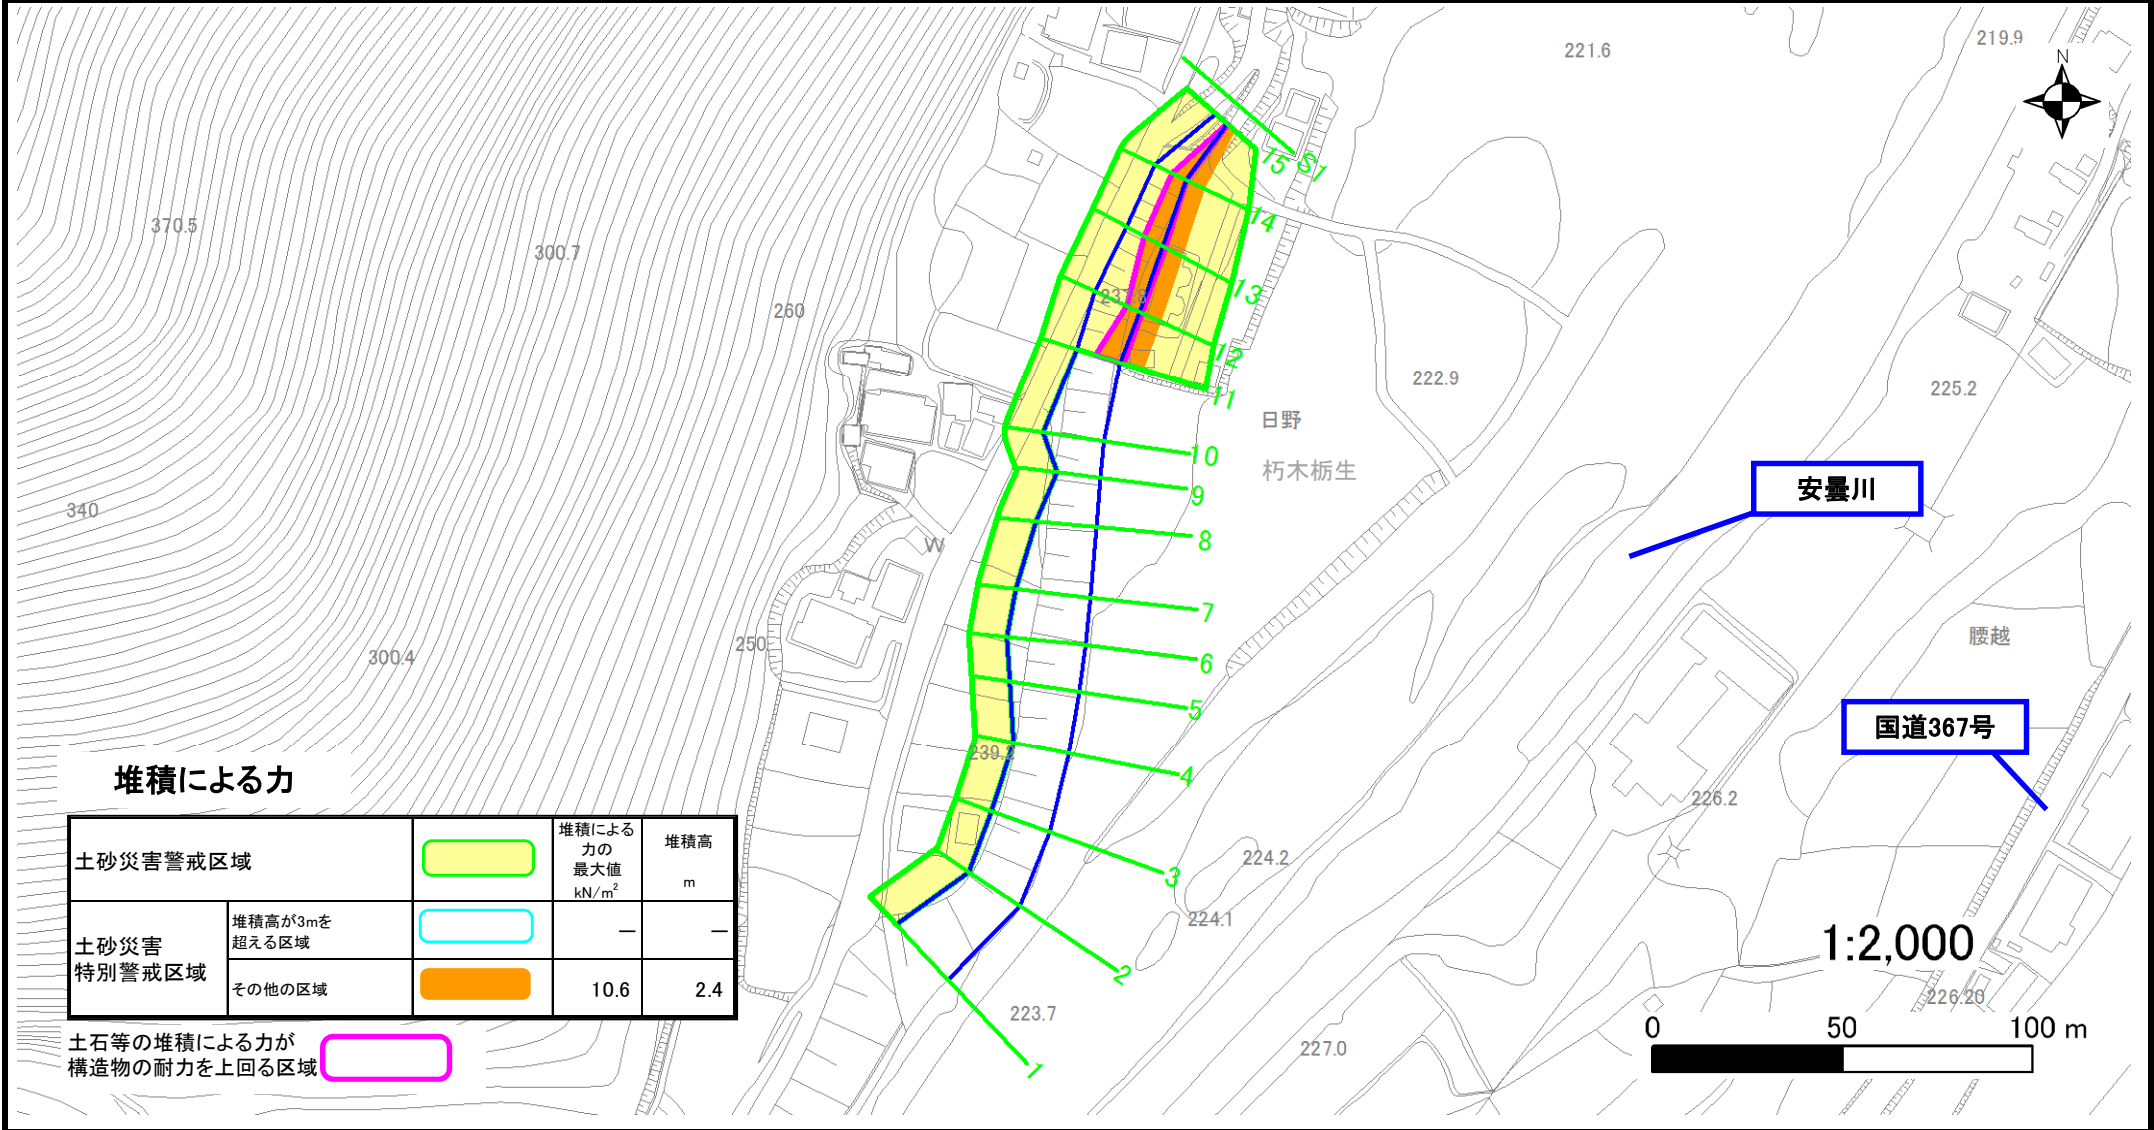 219.9
221.6
N
15
S1
370.5
14
300.7
13
237.8
260
12
222.9
225.2
11
日野
10
朽木栃生
安曇川
9
340
8
W
7
腰越
250
300.4
6
5
国道367号
239.2
4
堆積による力
226.2
土砂災害警戒区域
堆積による
力の
最大値
kN/m²
堆積高
m
224.2
3
土砂災害
特別警戒区域
堆積高が3mを
超える区域
－
－
224.1
その他の区域
10.6
2.4
2
1:2,000
226.20
223.7
0
50
100 m
土石等の堆積による力が
構造物の耐力を上回る区域
227.0
1